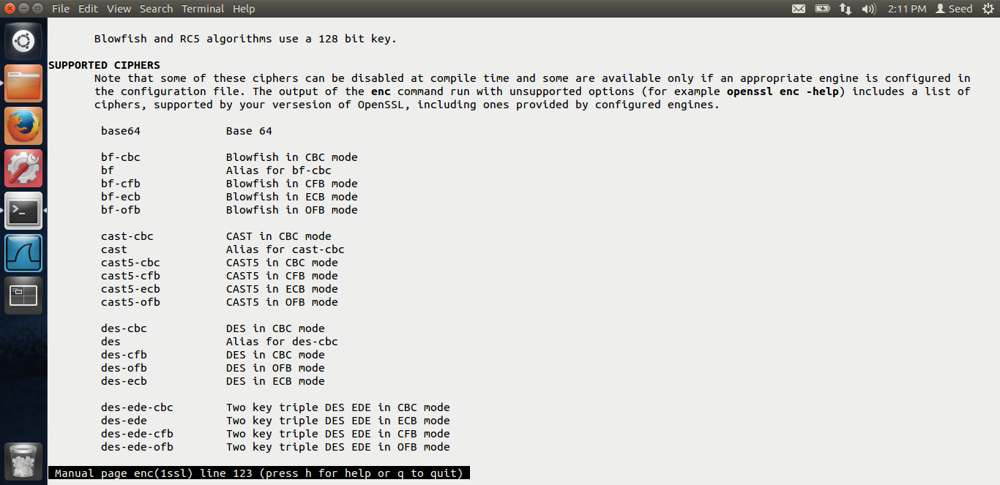 File Edit View Search Terminal Help 2:11 PM Seed
Blowfish and RC5 algorithms use a 128 bit key.
SUPPORTED CIPHERS
Note that some of these ciphers can be disabled at compile time and some are available only if an appropriate engine is configured in
the configuration file. The output of the enc command run with unsupported options (for example openssl enc -help) includes a list of
ciphers, supported by your versesion of OpenSSL, including ones provided by configured engines.
base64 Base 64
bf-cbc Blowfish in CBC mode
bf Alias for bf-cbc
bf-cfb Blowfish in CFB mode
bf-ecb Blowfish in ECB mode
bf-ofb Blowfish in OFB mode
cast-cbc CAST in CBC mode
cast Alias for cast-cbc
cast5-cbc CAST5 in CBC mode
cast5-cfb CAST5 in CFB mode
cast5-ecb CAST5 in ECB mode
cast5-ofb CAST5 in OFB mode
des-cbc DES in CBC mode
des Alias for des-cbc
des-cfb DES in CBC mode
des-ofb DES in OFB mode
des-ecb DES in ECB mode
des-ede-cbc Two key triple DES EDE in CBC mode
des-ede Two key triple DES EDE in ECB mode
des-ede-cfb Two key triple DES EDE in CFB mode
des-ede-ofb Two key triple DES EDE in OFB mode
Manual page enc(1ssl) line 123 (press h for help or q to quit)